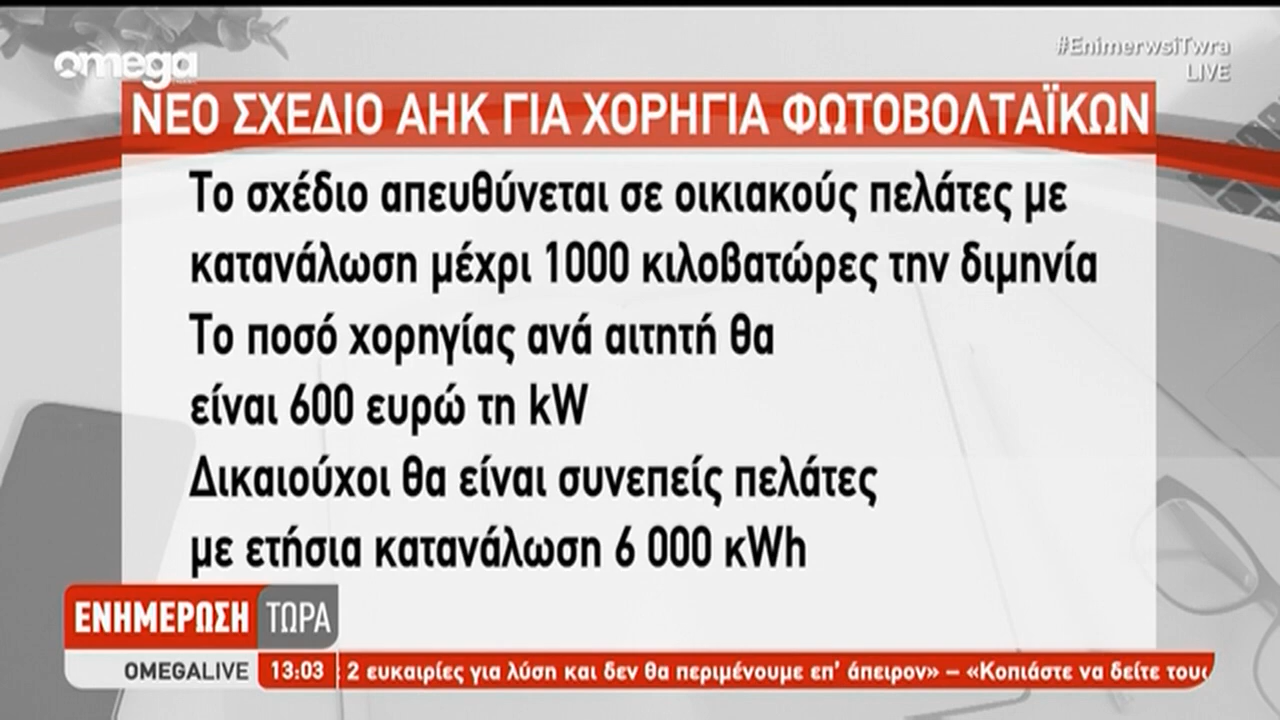 omega
#EnimerwsiTwra
LIVE
ΝΕΟ ΣΧΕΔΙΟ ΑΗΚ ΓΙΑ ΧΟΡΗΓΙΑ ΦΩΤΟΒΟΛΤΑΪΚΩΝ
Το σχέδιο απευθύνεται σε οικιακούς πελάτες με
κατανάλωση μέχρι 1000 κιλοβατώρες την διμηνία
Το ποσό χορηγίας ανά αιτητή θα
είναι 600 ευρώ τη kW
Δικαιούχοι θα είναι συνεπείς πελάτες
με ετήσια κατανάλωση 6 000 κWh
ΕΝΗΜΕΡΩΣΗ ΤΩΡΑ
OMEGALIVE 13:03 : 2 ευκαιρίες για λύση και δεν θα περιμένουμε επ’ άπειρον» – «Κοπιάστε να δείτε τους